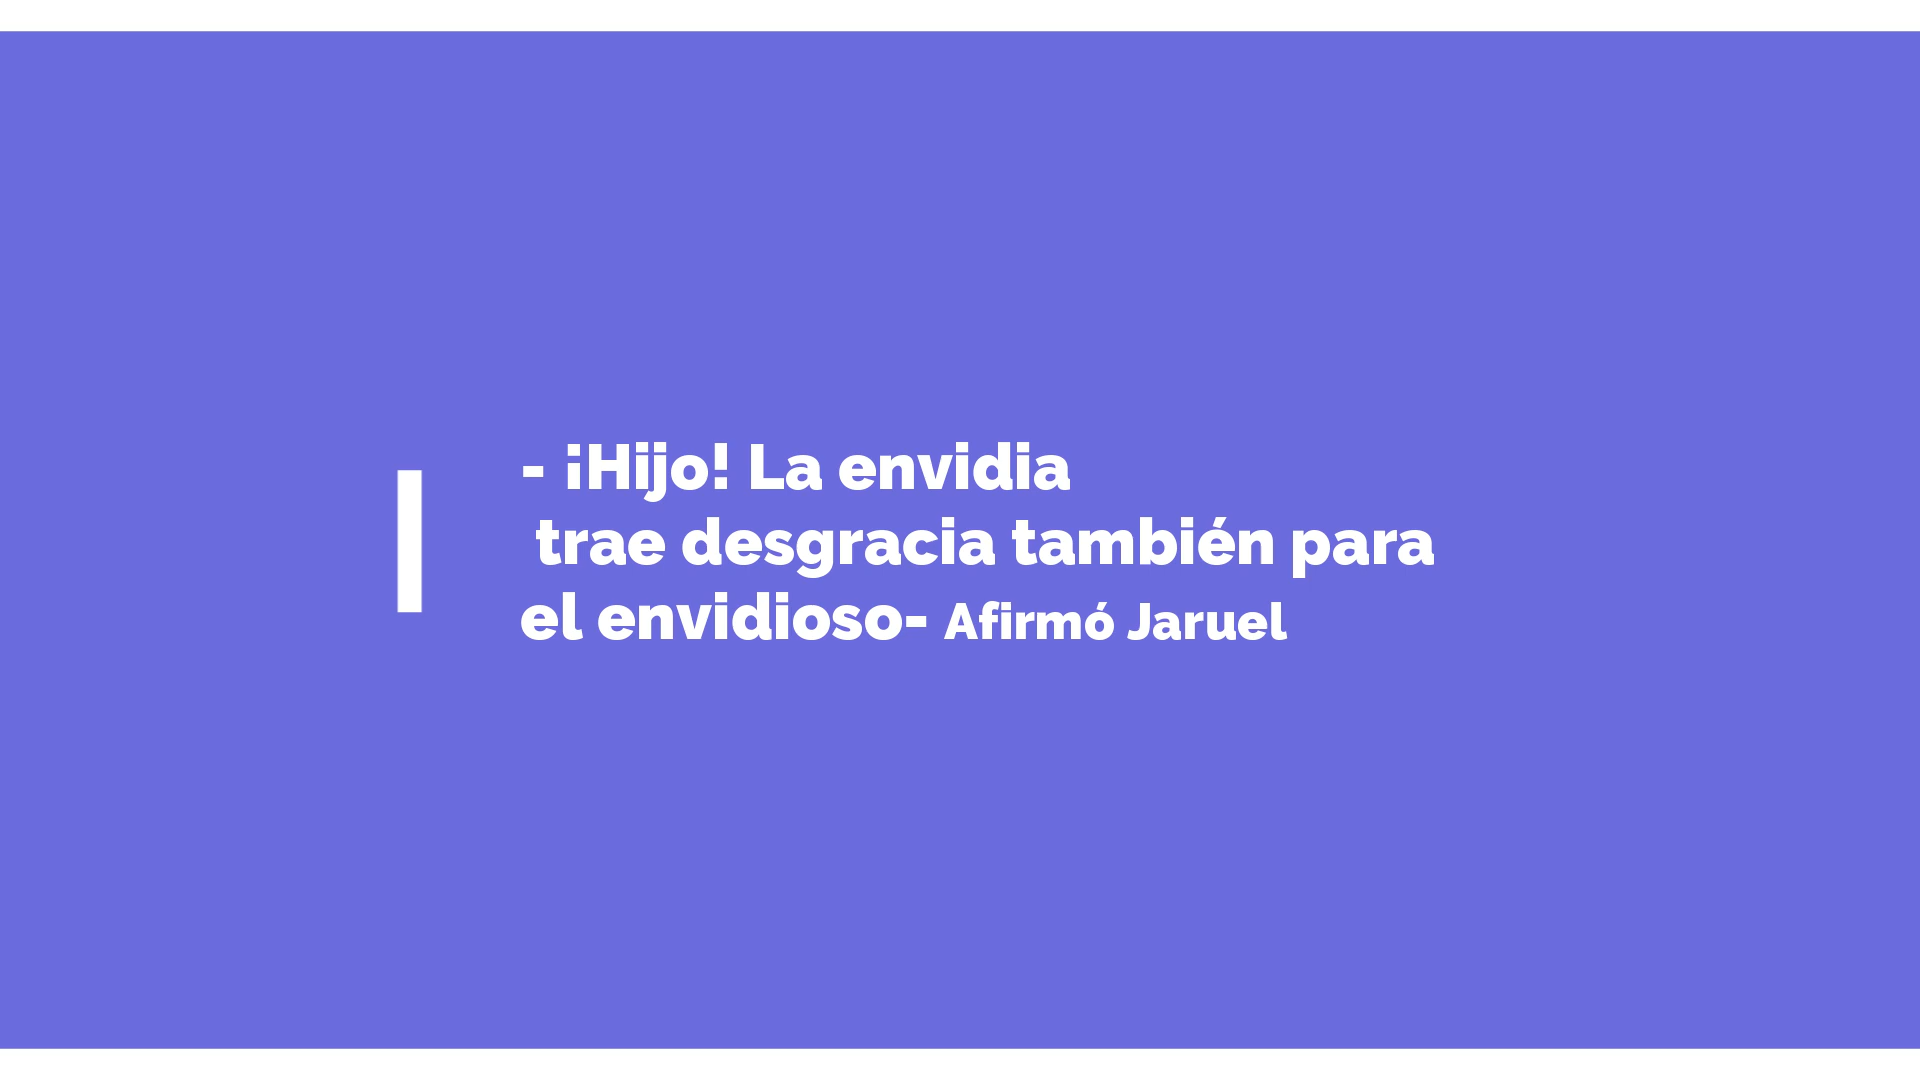 - ¡Hijo! La envidia
trae desgracia también para
el envidioso- Afirmó Jaruel